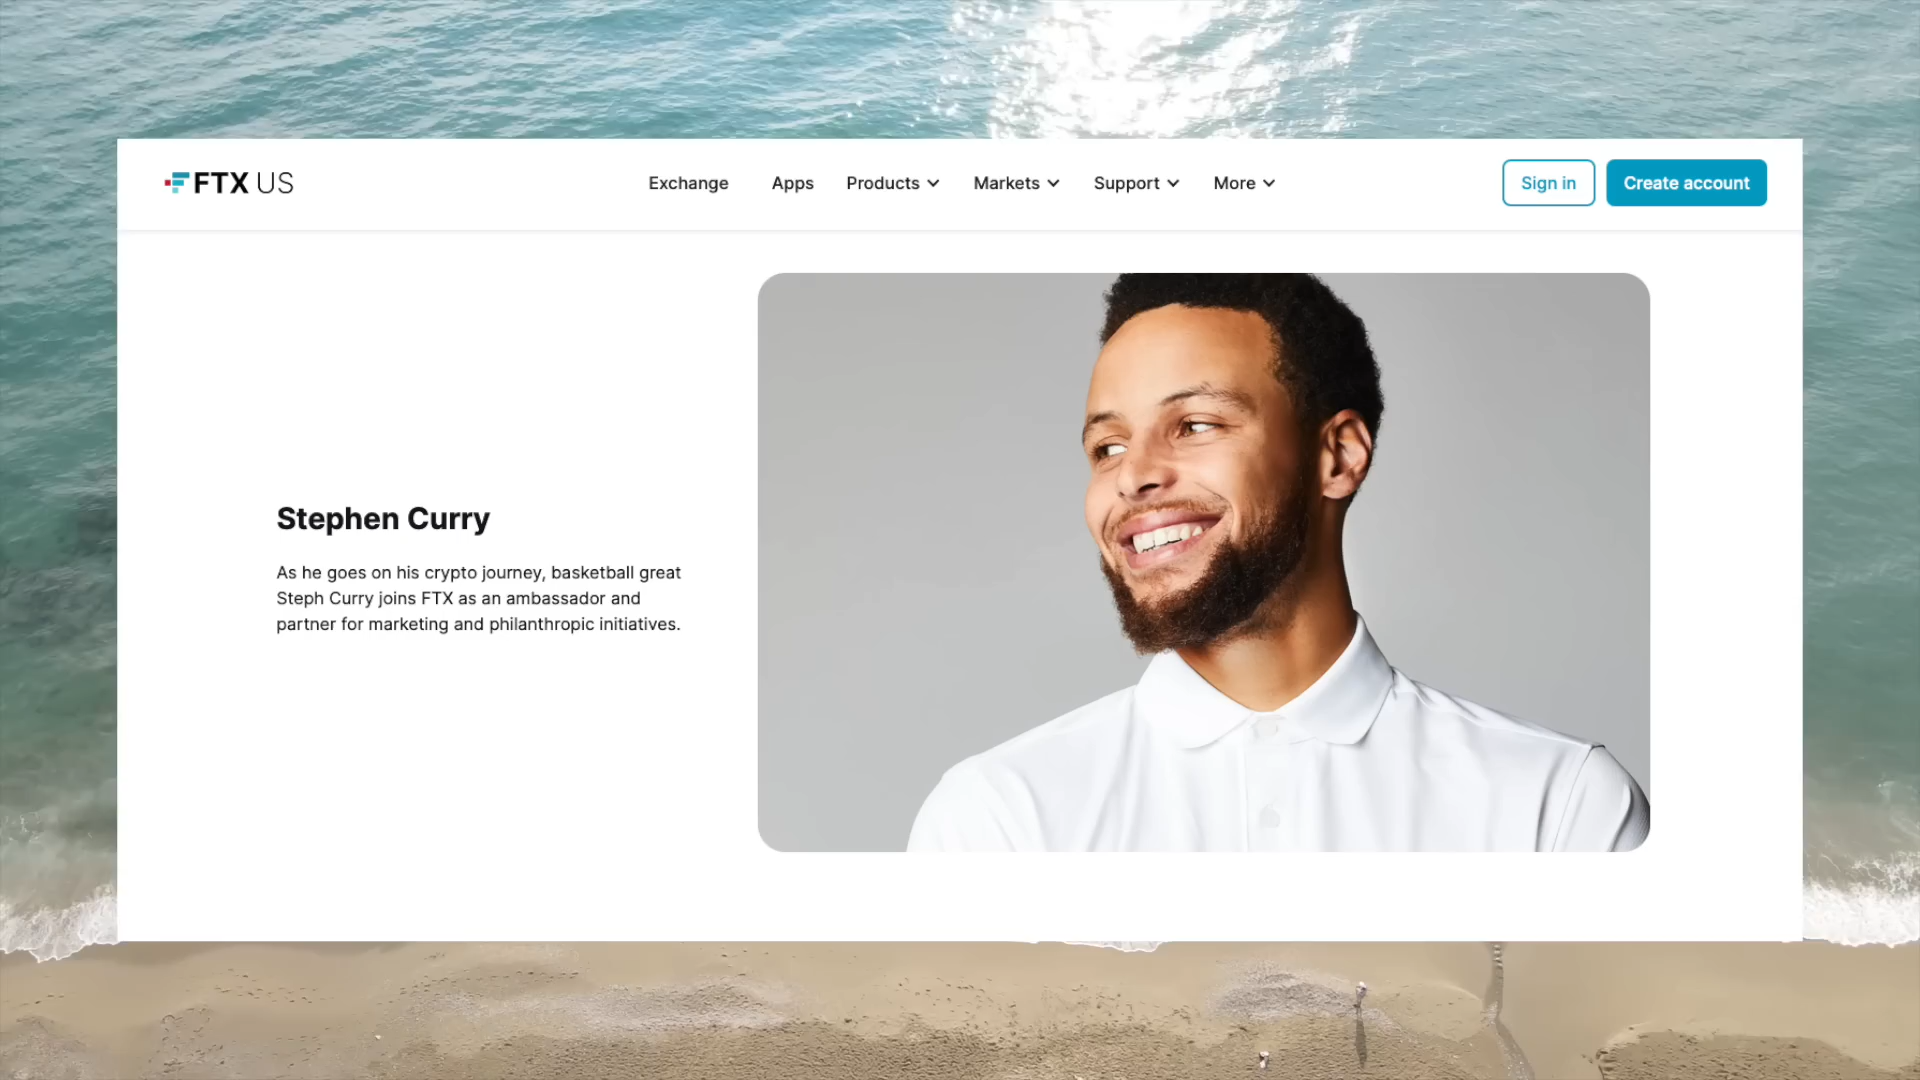 FTX US
Exchange
Apps
Products
Markets
Support
More
Sign in
Create account
Stephen Curry
As he goes on his crypto journey, basketball great
Steph Curry joins FTX as an ambassador and
partner for marketing and philanthropic initiatives.